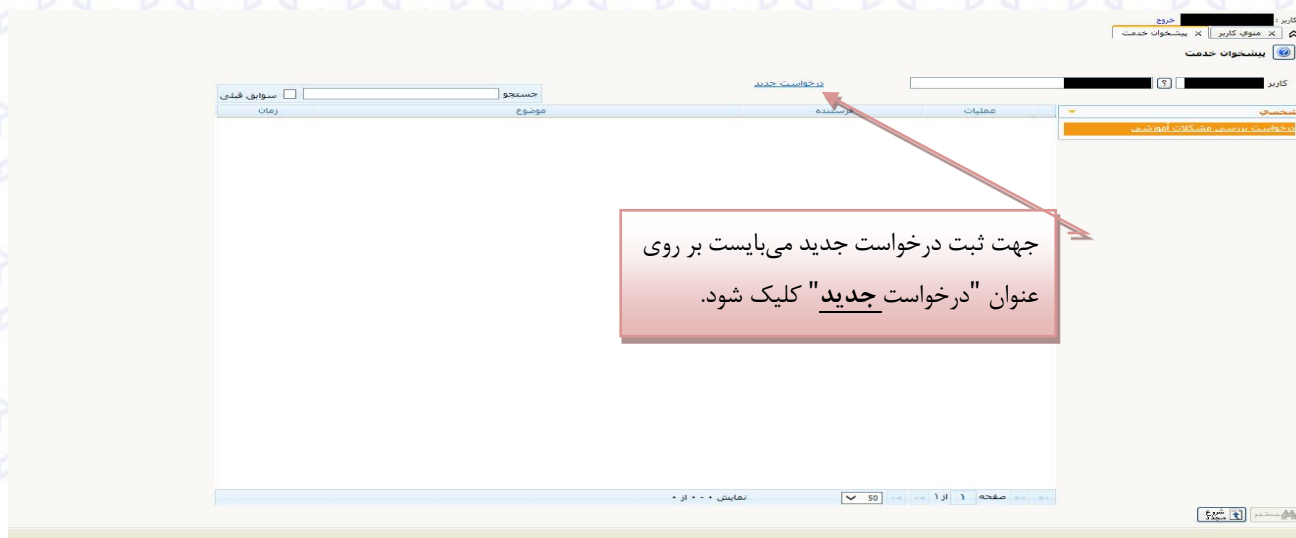 کاربر : خروج
× منوی کاربر × پیشخوان خدمت
پیشخوان خدمت
کاربر ؟ درخواست جدید
جستجو سوابق قبلی
شخصی
عملیات فرستنده موضوع زمان
درخواست بررسی مشکلات آموزشی
جهت ثبت درخواست جدید می‌بایست بر روی
عنوان "درخواست جدید" کلیک شود.
صفحه ۱ از ۱ 50 نمایش ۰ - ۰ از ۰
جستجو شروع مجدد